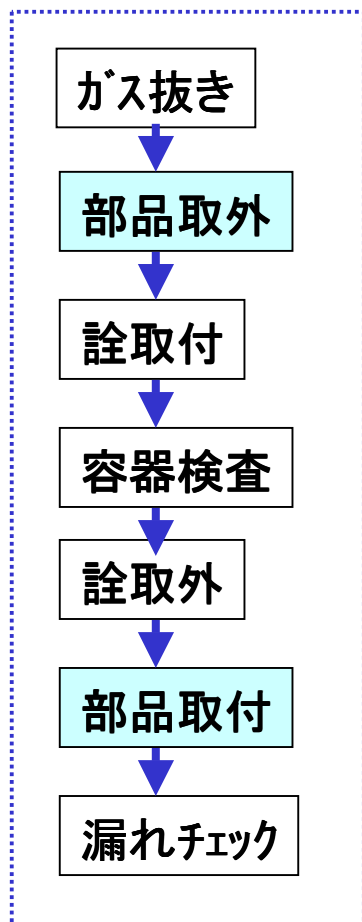 ｶﾞｽ抜き
部品取外
詮取付
容器検査
詮取外
部品取付
漏れﾁｪｯｸ